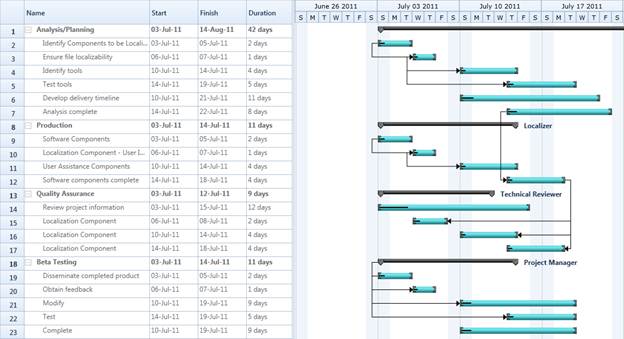 June 26 2011 July 03 2011 July 10 2011 July 17 2011
Name Start Finish Duration S M T W T F S S M T W T F S S M T W T F S S M T W T F S
1 Analysis/Planning 03-Jul-11 14-Aug-11 42 days
2 Identify Components to be Locali... 03-Jul-11 05-Jul-11 2 days
3 Ensure file localizability 06-Jul-11 07-Jul-11 1 days
4 Identify tools 10-Jul-11 14-Jul-11 4 days
5 Test tools 14-Jul-11 19-Jul-11 5 days
6 Develop delivery timeline 10-Jul-11 21-Jul-11 11 days
7 Analysis complete 14-Jul-11 22-Jul-11 8 days
8 Production 03-Jul-11 14-Jul-11 11 days Localizer
9 Software Components 03-Jul-11 05-Jul-11 2 days
10 Localization Component - User I... 06-Jul-11 07-Jul-11 1 days
11 User Assistance Components 10-Jul-11 14-Jul-11 4 days
12 Software components complete 14-Jul-11 18-Jul-11 4 days
13 Quality Assurance 03-Jul-11 12-Jul-11 9 days Technical Reviewer
14 Review project information 03-Jul-11 15-Jul-11 12 days
15 Localization Component 06-Jul-11 08-Jul-11 2 days
16 Localization Component 10-Jul-11 14-Jul-11 4 days
17 Localization Component 14-Jul-11 18-Jul-11 4 days
18 Beta Testing 03-Jul-11 14-Jul-11 11 days Project Manager
19 Disseminate completed product 03-Jul-11 05-Jul-11 2 days
20 Obtain feedback 06-Jul-11 07-Jul-11 1 days
21 Modify 10-Jul-11 19-Jul-11 9 days
22 Test 14-Jul-11 19-Jul-11 5 days
23 Complete 10-Jul-11 19-Jul-11 9 days